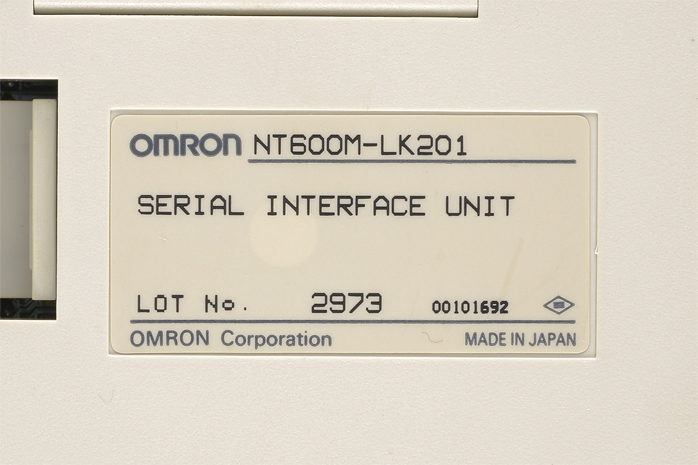 OMRON NT600M-LK201
SERIAL INTERFACE UNIT
LOT No. 2973 00101692
OMRON Corporation MADE IN JAPAN